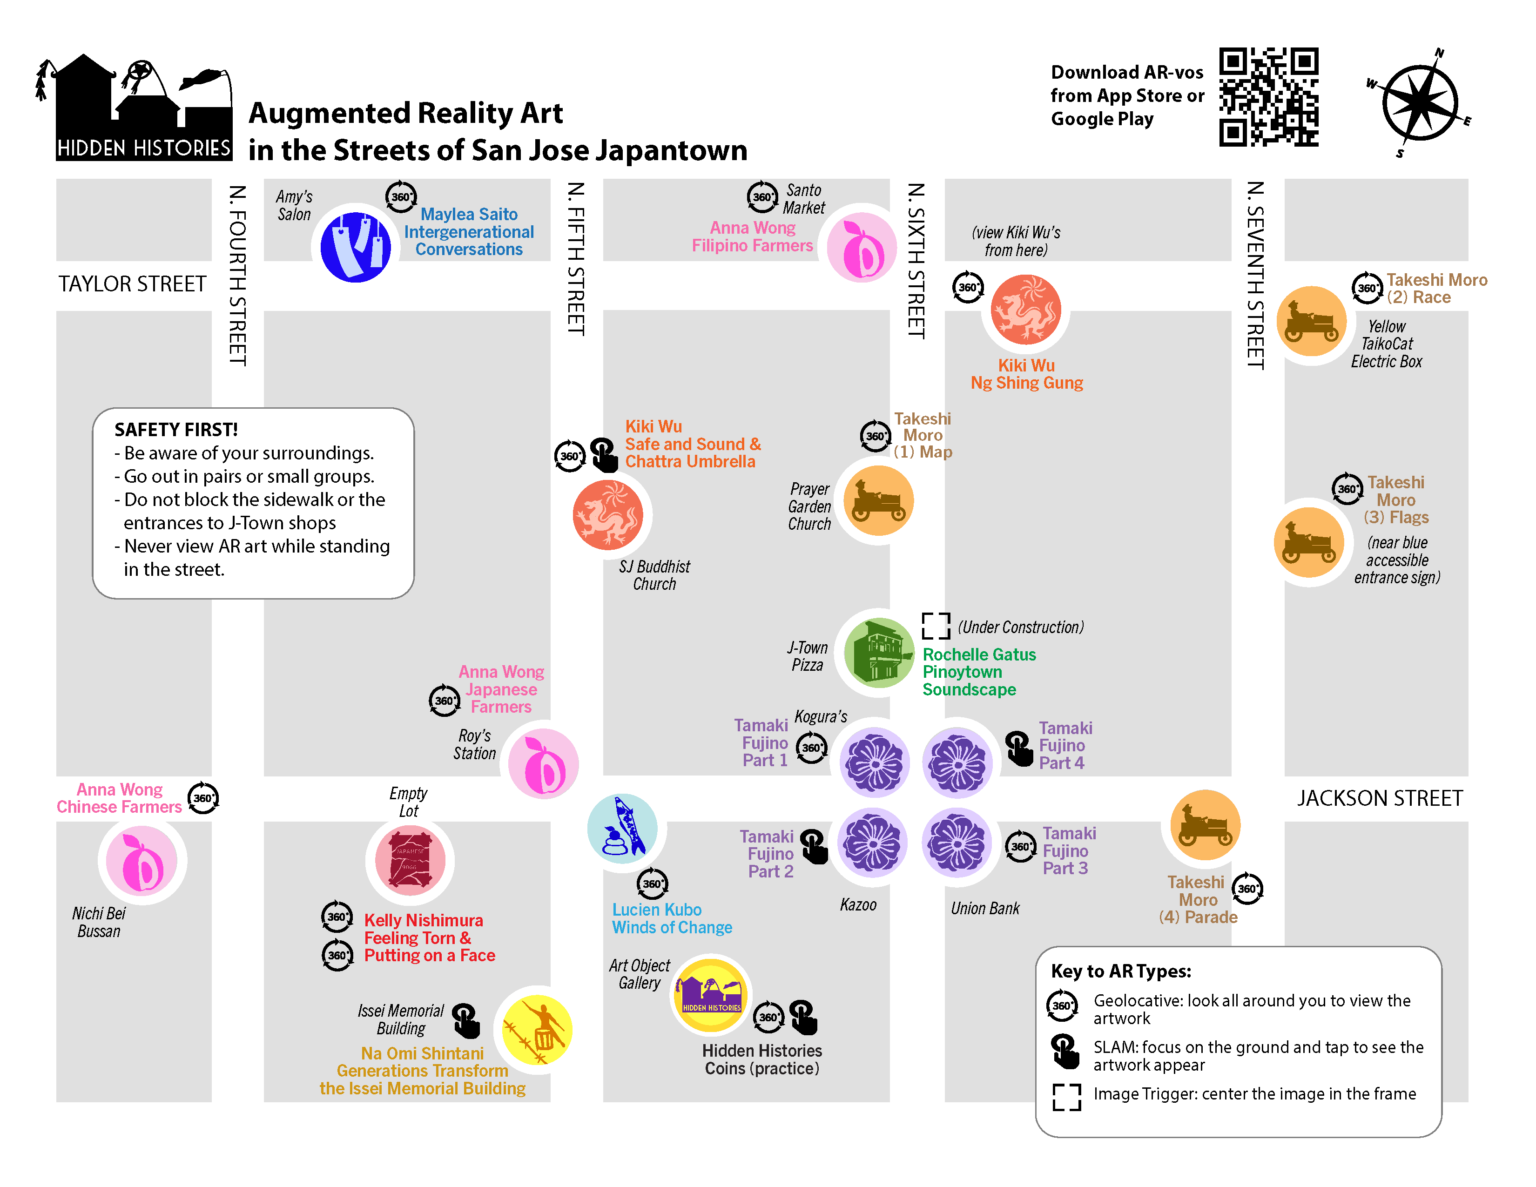 HIDDEN HISTORIES
Augmented Reality Art
in the Streets of San Jose Japantown
Download AR-vos
from App Store or
Google Play
N
W
E
S
N. FOURTH STREET
N. FIFTH STREET
N. SIXTH STREET
N. SEVENTH STREET
TAYLOR STREET
JACKSON STREET
Amy's
Salon
360°
Maylea Saito
Intergenerational
Conversations
360°
Santo
Market
Anna Wong
Filipino Farmers
(view Kiki Wu's
from here)
360°
Kiki Wu
Ng Shing Gung
360°
Takeshi Moro
(2) Race
Yellow
TaikoCat
Electric Box
SAFETY FIRST!
- Be aware of your surroundings.
- Go out in pairs or small groups.
- Do not block the sidewalk or the
entrances to J-Town shops
- Never view AR art while standing
in the street.
360°
Kiki Wu
Safe and Sound &
Chattra Umbrella
SJ Buddhist
Church
360°
Takeshi
Moro
(1) Map
Prayer
Garden
Church
360°
Takeshi
Moro
(3) Flags
(near blue
accessible
entrance sign)
J-Town
Pizza
(Under Construction)
Rochelle Gatus
Pinoytown
Soundscape
Anna Wong
Japanese
Farmers
360°
Roy's
Station
Kogura's
Tamaki
Fujino
Part 1
360°
Tamaki
Fujino
Part 4
Anna Wong
Chinese Farmers
360°
Nichi Bei
Bussan
Empty
Lot
360°
360°
Kelly Nishimura
Feeling Torn &
Putting on a Face
360°
Lucien Kubo
Winds of Change
Tamaki
Fujino
Part 2
Kazoo
360°
Tamaki
Fujino
Part 3
Union Bank
Takeshi
Moro
(4) Parade
360°
Issei Memorial
Building
Na Omi Shintani
Generations Transform
the Issei Memorial Building
Art Object
Gallery
HIDDEN HISTORIES
360°
Hidden Histories
Coins (practice)
Key to AR Types:
360°
Geolocative: look all around you to view the
artwork
SLAM: focus on the ground and tap to see the
artwork appear
Image Trigger: center the image in the frame